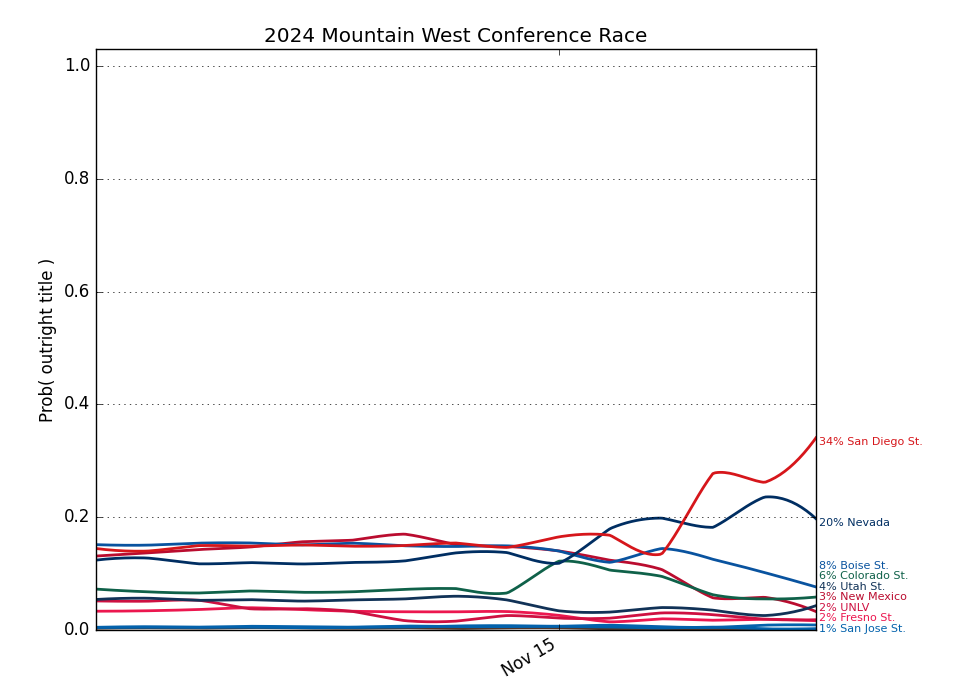 2024 Mountain West Conference Race
1.0
0.8
0.6
0.4
0.2
0.0
Prob( outright title )
Nov 15
34% San Diego St.
20% Nevada
8% Boise St.
6% Colorado St.
4% Utah St.
3% New Mexico
2% UNLV
2% Fresno St.
1% San Jose St.